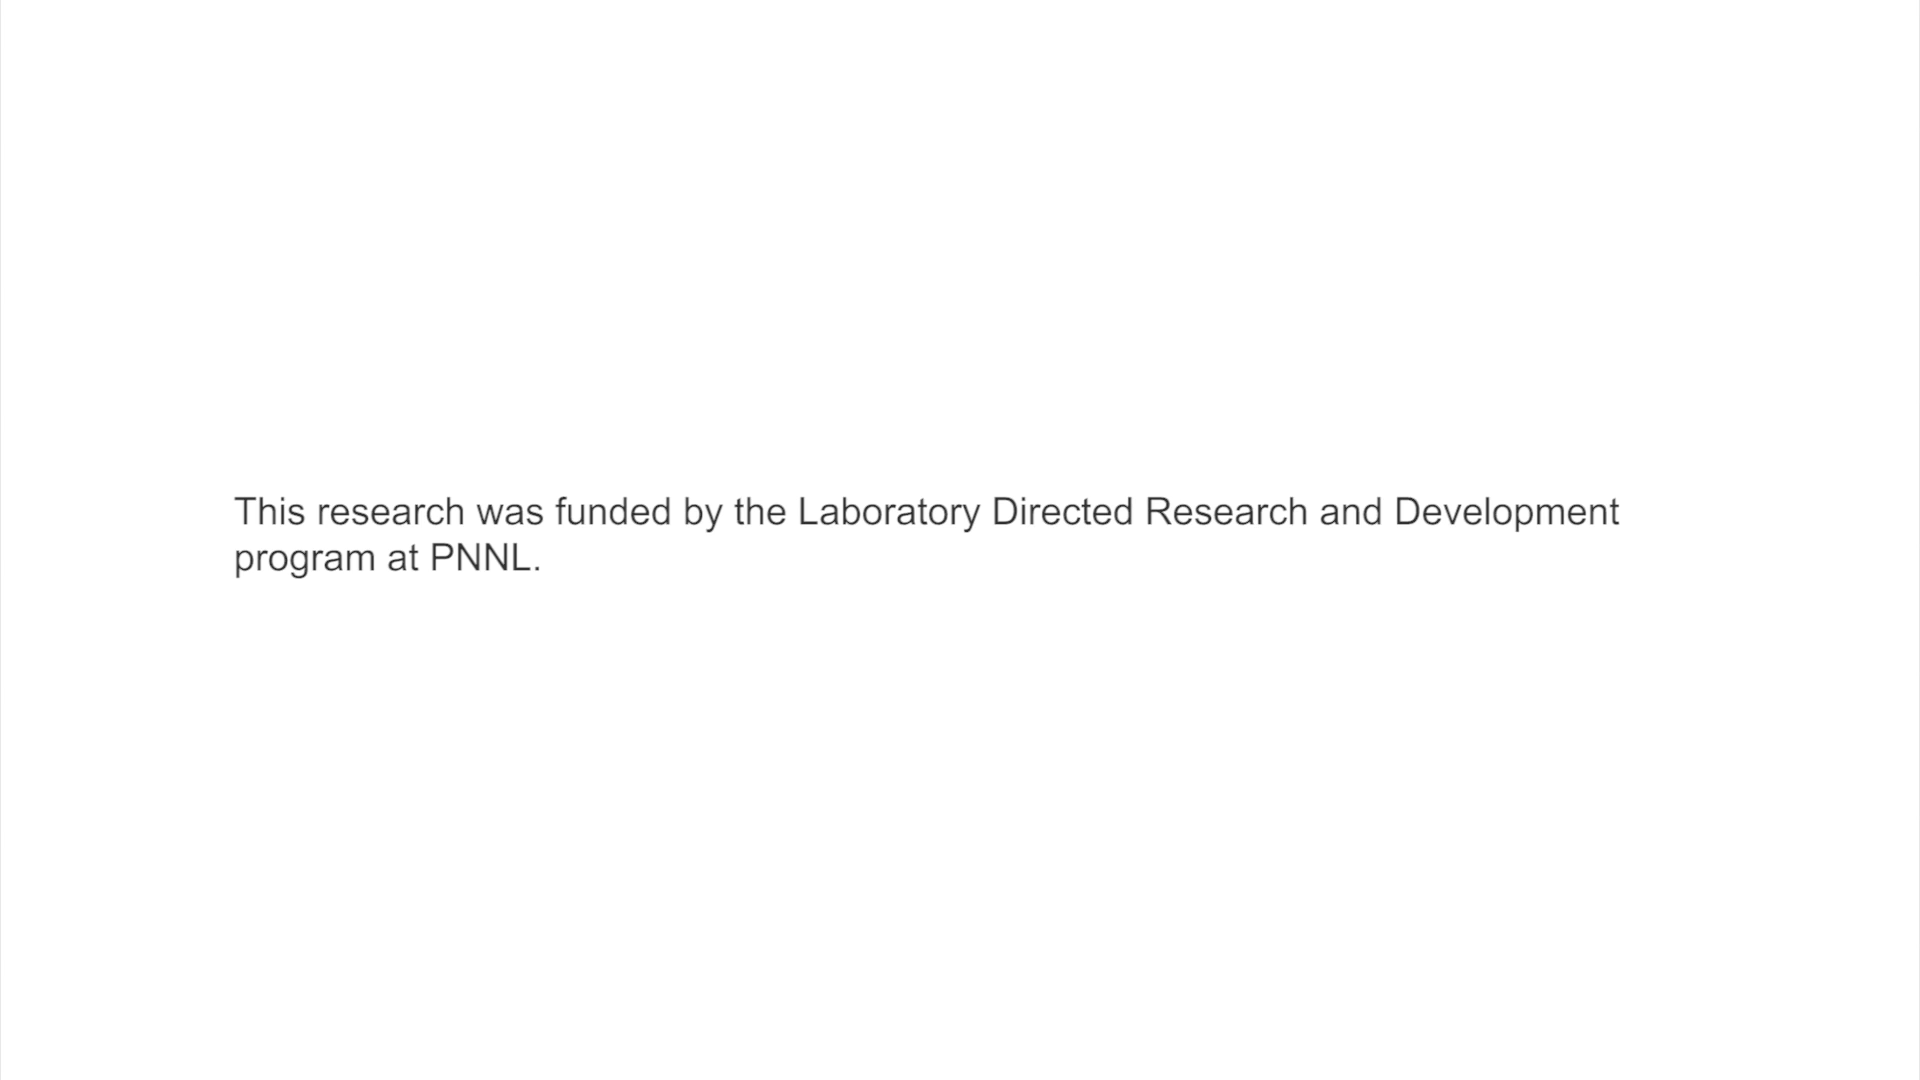 This research was funded by the Laboratory Directed Research and Development
program at PNNL.